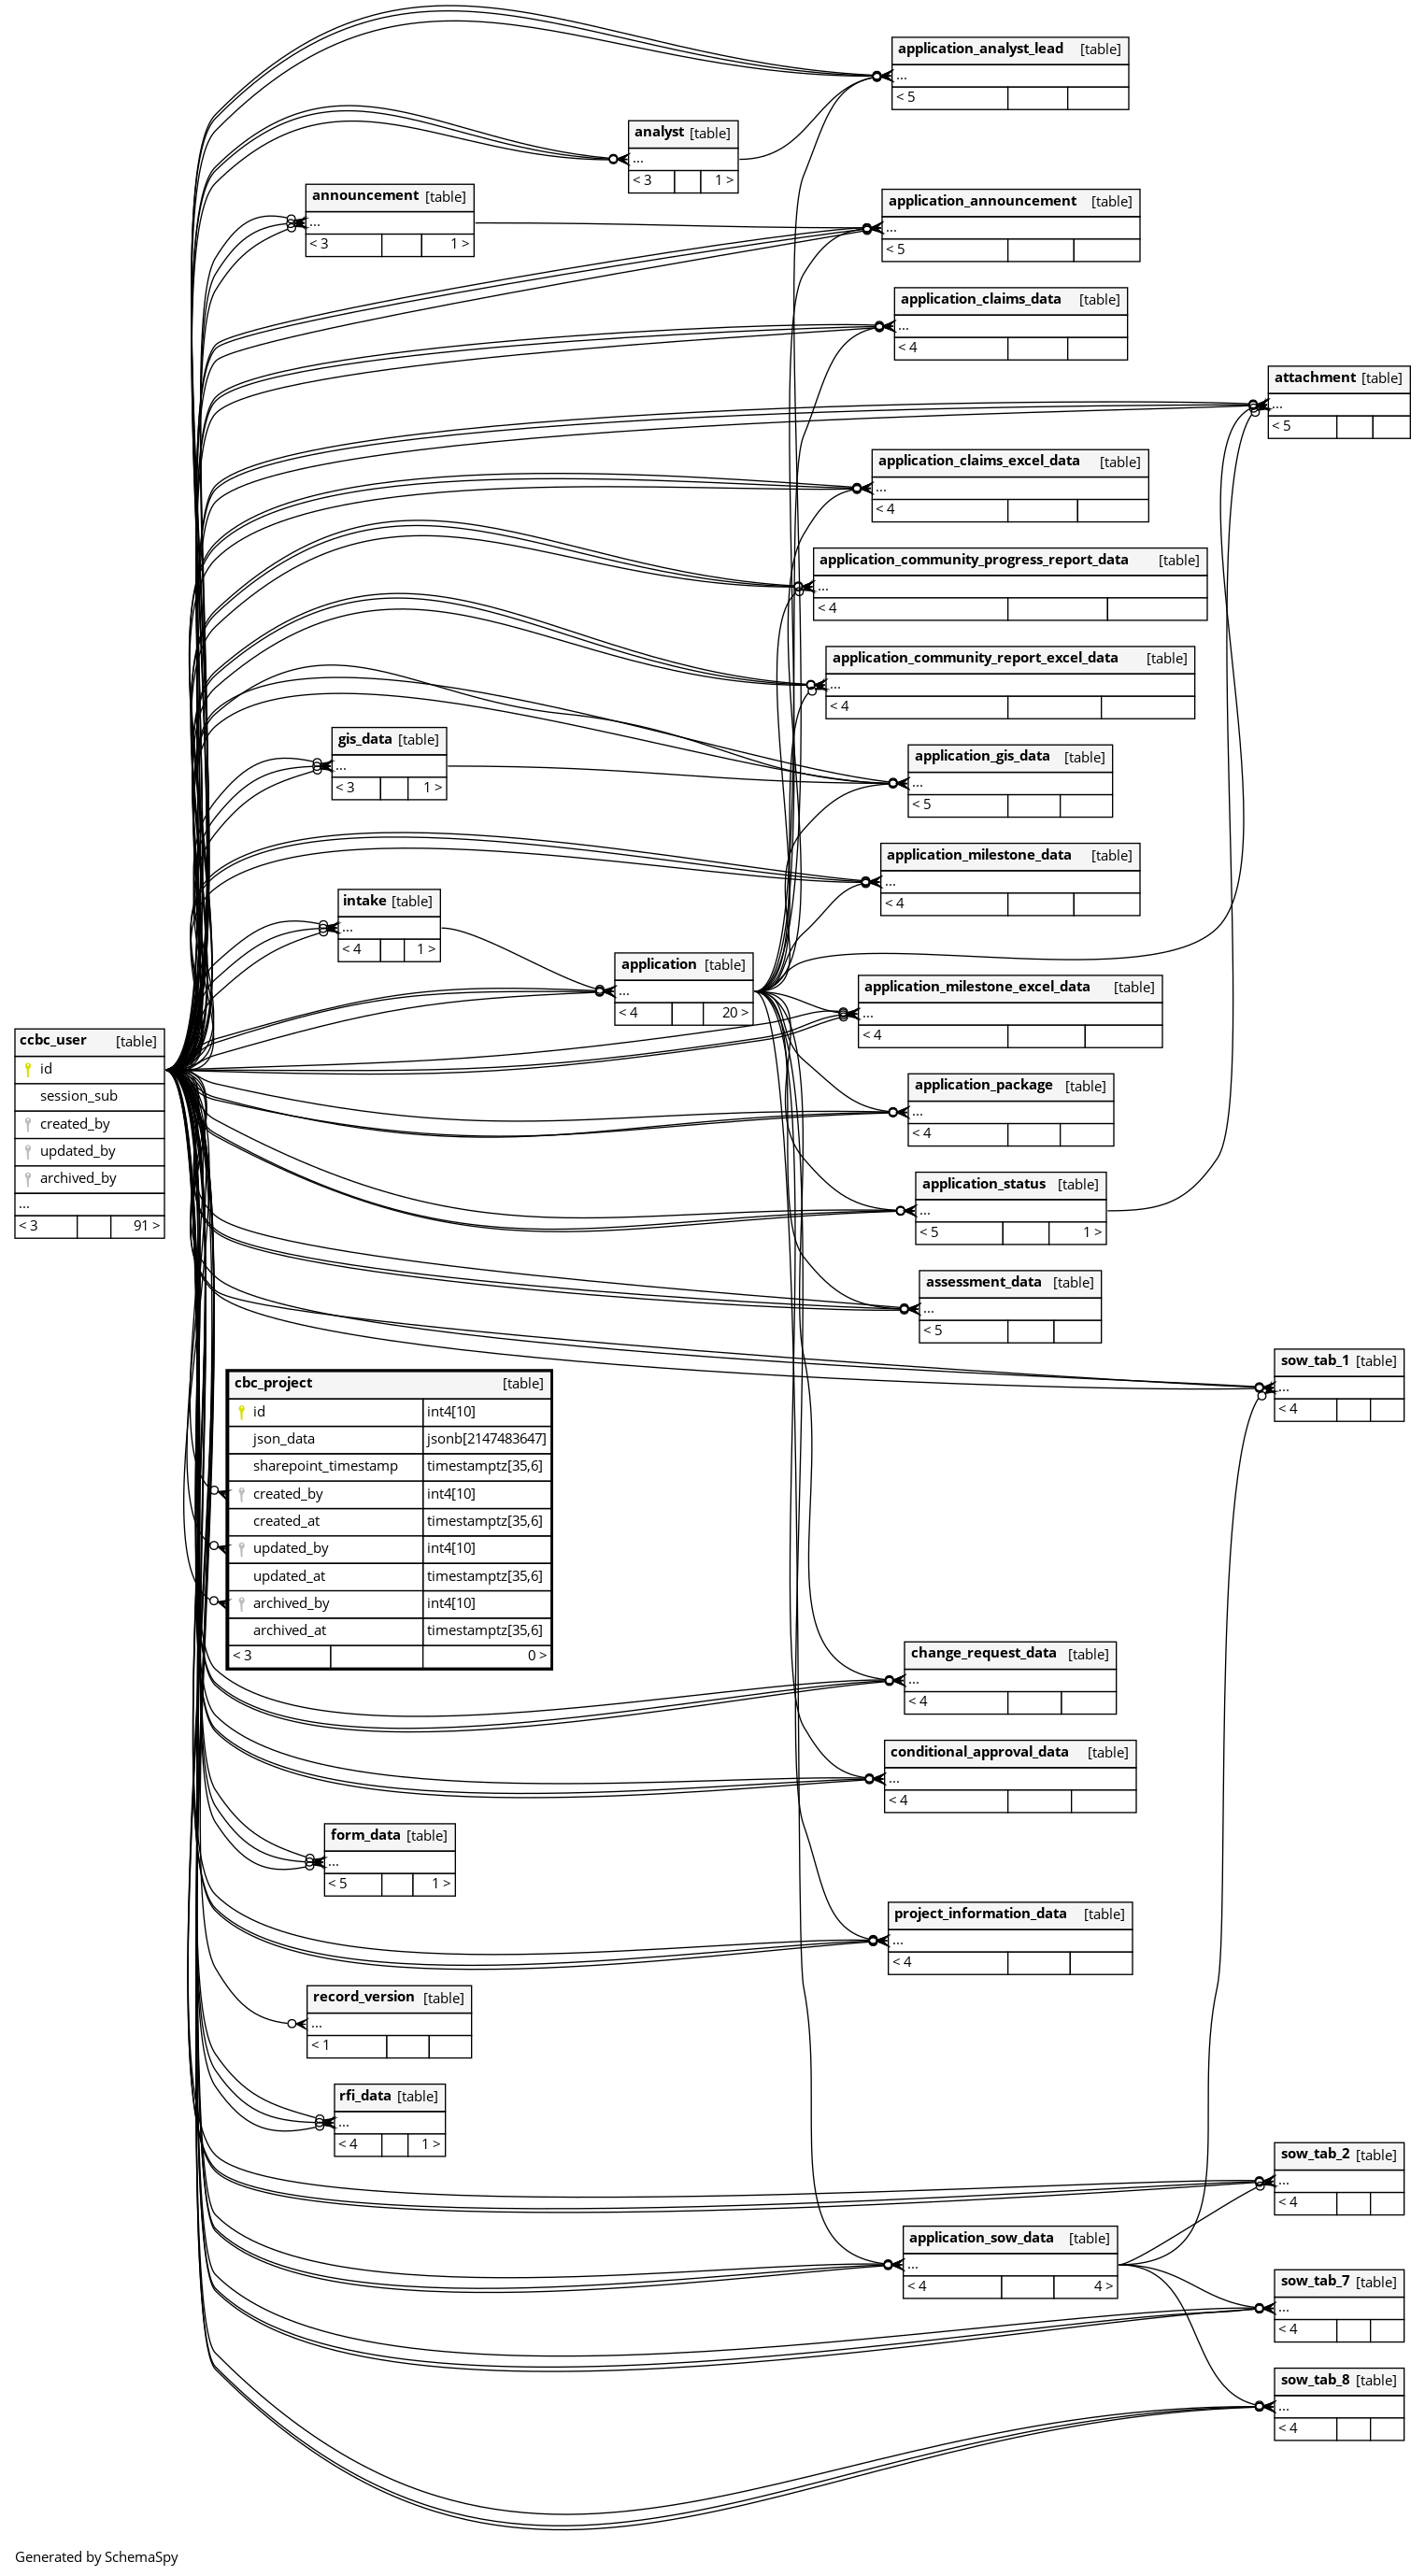 application_analyst_lead [table]
...
< 5
analyst [table]
...
< 3 1 >
announcement [table]
...
< 3 1 >
application_announcement [table]
...
< 5
application_claims_data [table]
...
< 4
attachment [table]
...
< 5
application_claims_excel_data [table]
...
< 4
application_community_progress_report_data [table]
...
< 4
application_community_report_excel_data [table]
...
< 4
gis_data [table]
...
< 3 1 >
application_gis_data [table]
...
< 5
application_milestone_data [table]
...
< 4
intake [table]
...
< 4 1 >
application [table]
...
< 4 20 >
application_milestone_excel_data [table]
...
< 4
ccbc_user [table]
id
session_sub
created_by
updated_by
archived_by
...
< 3 91 >
application_package [table]
...
< 4
application_status [table]
...
< 5 1 >
assessment_data [table]
...
< 5
sow_tab_1 [table]
...
< 4
cbc_project [table]
id int4[10]
json_data jsonb[2147483647]
sharepoint_timestamp timestamptz[35,6]
created_by int4[10]
created_at timestamptz[35,6]
updated_by int4[10]
updated_at timestamptz[35,6]
archived_by int4[10]
archived_at timestamptz[35,6]
< 3 0 >
change_request_data [table]
...
< 4
conditional_approval_data [table]
...
< 4
form_data [table]
...
< 5 1 >
project_information_data [table]
...
< 4
record_version [table]
...
< 1
rfi_data [table]
...
< 4 1 >
sow_tab_2 [table]
...
< 4
application_sow_data [table]
...
< 4 4 >
sow_tab_7 [table]
...
< 4
sow_tab_8 [table]
...
< 4
Generated by SchemaSpy